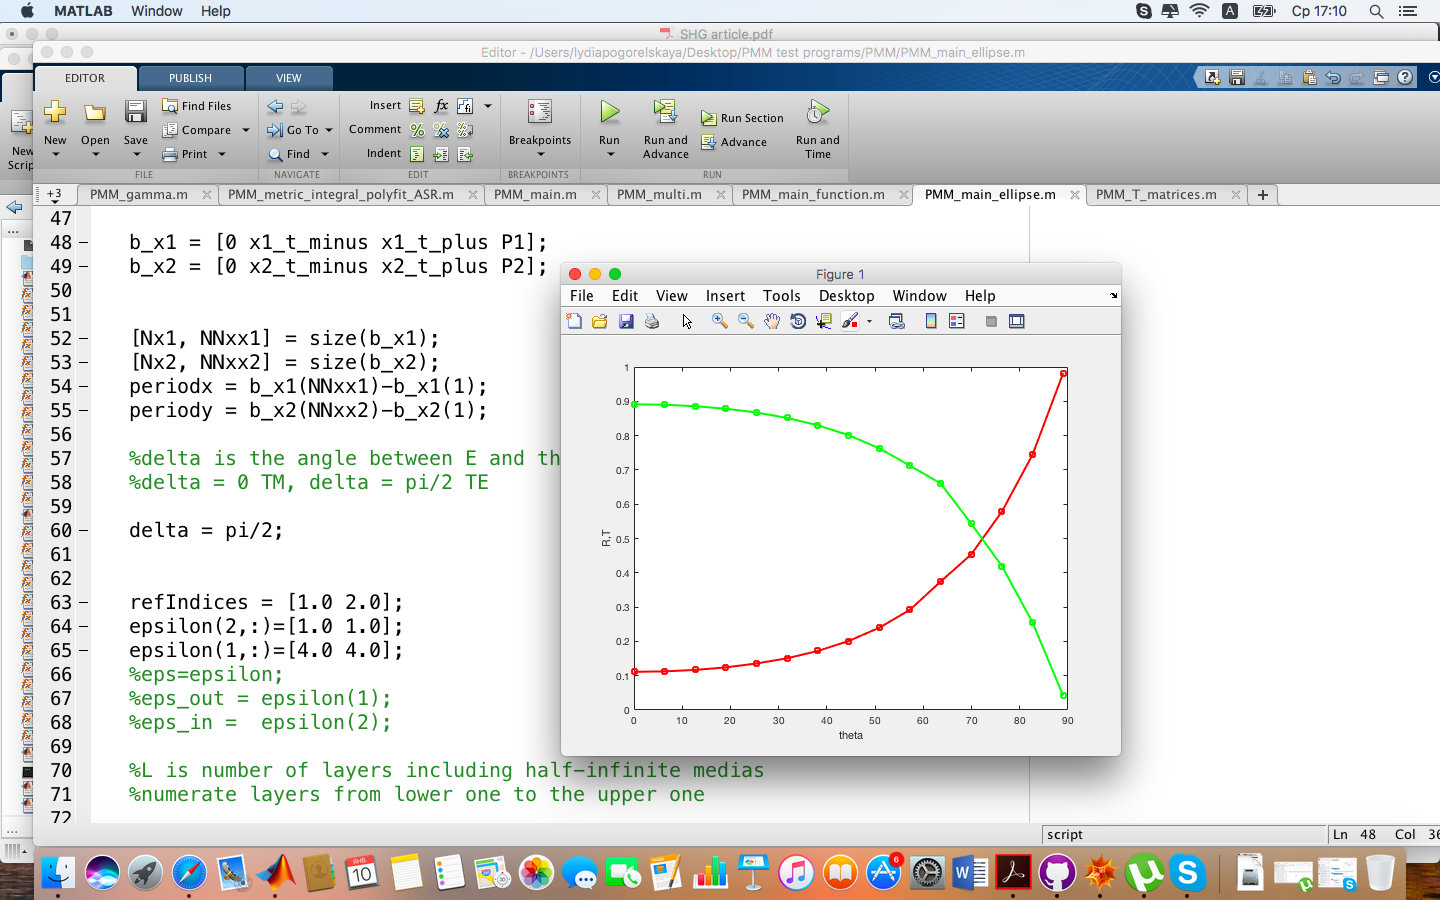 MATLAB Window Help
Ср 17:10
SHG article.pdf
Editor - /Users/lydiapogorelskaya/Desktop/PMM test programs/PMM/PMM_main_ellipse.m
EDITOR PUBLISH VIEW
New Open Save Find Files Compare Print
Go To Find
Insert Comment Indent
Breakpoints
Run Run and Advance Run Section Advance Run and Time
FILE NAVIGATE EDIT BREAKPOINTS RUN
New
Scrip
+3 PMM_gamma.m PMM_metric_integral_polyfit_ASR.m PMM_main.m PMM_multi.m PMM_main_function.m PMM_main_ellipse.m PMM_T_matrices.m
47
48 b_x1 = [0 x1_t_minus x1_t_plus P1];
49 b_x2 = [0 x2_t_minus x2_t_plus P2];
50
51
52 [Nx1, NNxx1] = size(b_x1);
53 [Nx2, NNxx2] = size(b_x2);
54 periodx = b_x1(NNxx1)-b_x1(1);
55 periody = b_x2(NNxx2)-b_x2(1);
56
57 %delta is the angle between E and th
58 %delta = 0 TM, delta = pi/2 TE
59
60 delta = pi/2;
61
62
63 refIndices = [1.0 2.0];
64 epsilon(2,:)=[1.0 1.0];
65 epsilon(1,:)=[4.0 4.0];
66 %eps=epsilon;
67 %eps_out = epsilon(1);
68 %eps_in =  epsilon(2);
69
70 %L is number of layers including half-infinite medias
71 %numerate layers from lower one to the upper one
72
Figure 1
File Edit View Insert Tools Desktop Window Help
1
0.9
0.8
0.7
0.6
0.5
0.4
0.3
0.2
0.1
0
R,T
0 10 20 30 40 50 60 70 80 90
theta
script
Ln 48 Col 36
10
6